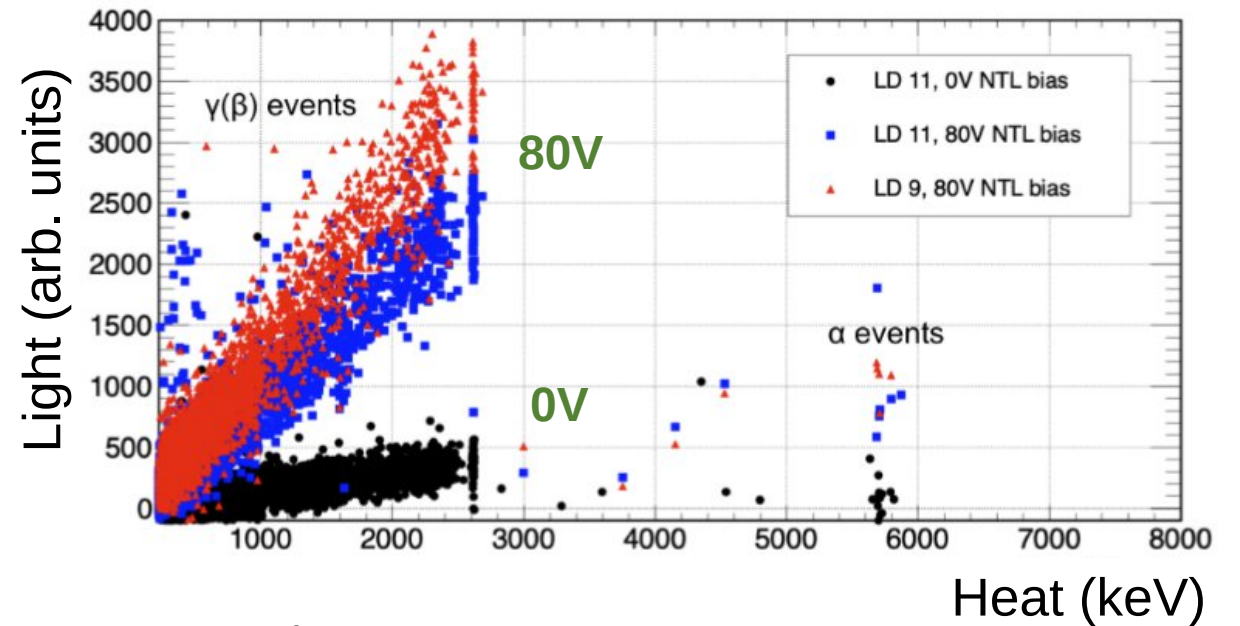 4000
3500
3000
2500
2000
1500
1000
500
0
Light (arb. units)
γ(β) events
80V
0V
α events
LD 11, 0V NTL bias
LD 11, 80V NTL bias
LD 9, 80V NTL bias
1000 2000 3000 4000 5000 6000 7000 8000
Heat (keV)